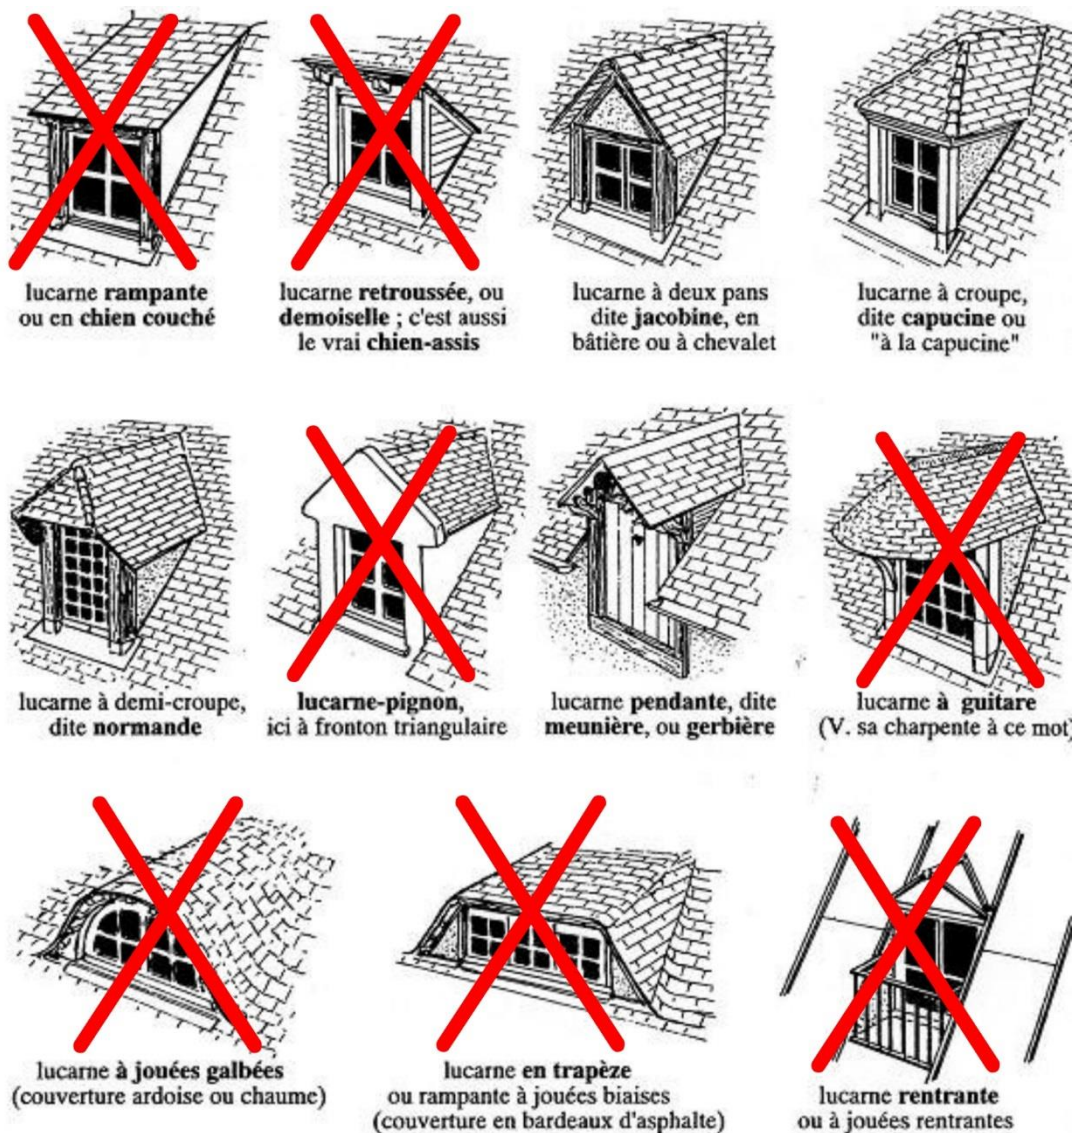 lucarne rampante
ou en chien couché
lucarne retroussée, ou
demoiselle ; c'est aussi
le vrai chien-assis
lucarne à deux pans
dite jacobine, en
bâtière ou à chevalet
lucarne à croupe,
dite capucine ou
"à la capucine"
lucarne à demi-croupe,
dite normande
lucarne-pignon,
ici à fronton triangulaire
lucarne pendante, dite
meunière, ou gerbière
lucarne à guitare
(V. sa charpente à ce mot)
lucarne à jouées galbées
(couverture ardoise ou chaume)
lucarne en trapèze
ou rampante à jouées biaises
(couverture en bardeaux d'asphalte)
lucarne rentrante
ou à jouées rentrantes